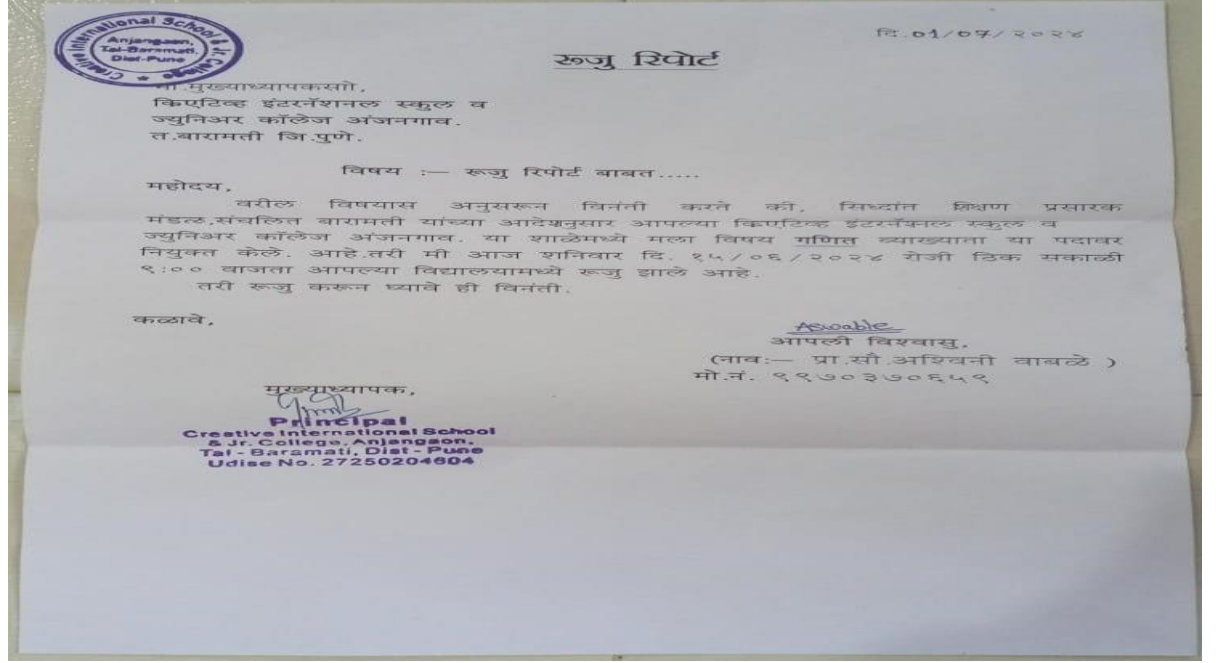 Creative International School & Jr. College
Anjangaon,
Tal-Baramati,
Dist-Pune
दि.01/07/२०२४
रूजु रिपोर्ट
मा.मुख्याध्यापकसाो,
किएटिव्ह इंटरनॅशनल स्कुल व
ज्युनिअर कॉलेज अंजनगाव.
त.बारामती जि.पुणे.
विषय :— रूजु रिपोर्ट बाबत.....
महोदय,
वरील विषयास अनुसरून विनंती करते की, सिध्दांत शिक्षण प्रसारक
मंडळ,संचलित बारामती यांच्या आदेशनुसार आपल्या किएटिव्ह इंटरनॅशनल स्कुल व
ज्युनिअर कॉलेज अंजनगाव. या शाळेमध्ये मला विषय गणित व्याख्याता या पदावर
नियुक्त केले. आहे.तरी मी आज शनिवार दि. १५/०६/२०२४ रोजी ठिक सकाळी
९:०० वाजता आपल्या विद्यालयामध्ये रूजु झाले आहे.
तरी रूजु करून घ्यावे ही विनंती.
कळावे,
Aswable
आपली विश्वासु,
(नाव:— प्रा.सौ.अश्विनी वाबळे )
मो.नं. ९९७०३७०६५९
मुख्याध्यापक,
Principal
Creative International School
& Jr. College, Anjangaon,
Tal - Baramati, Dist - Pune
Udise No. 27250204604